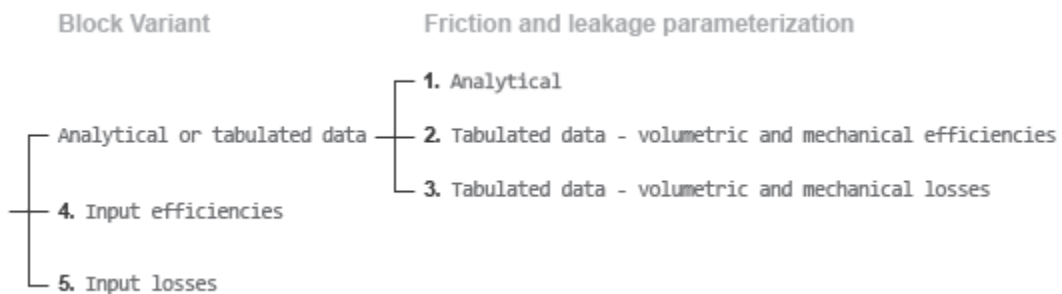 Block Variant
Friction and leakage parameterization
1. Analytical
Analytical or tabulated data
2. Tabulated data - volumetric and mechanical efficiencies
3. Tabulated data - volumetric and mechanical losses
4. Input efficiencies
5. Input losses